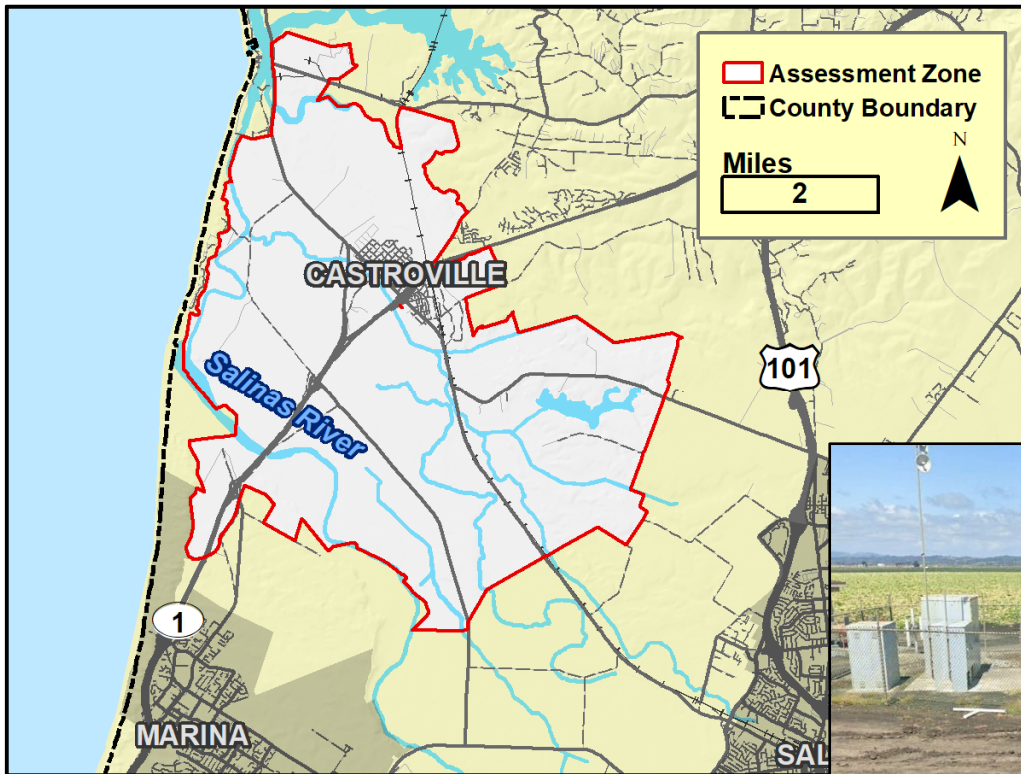 Assessment Zone
County Boundary
Miles
2
N
CASTROVILLE
101
Salinas River
1
MARINA
SAL